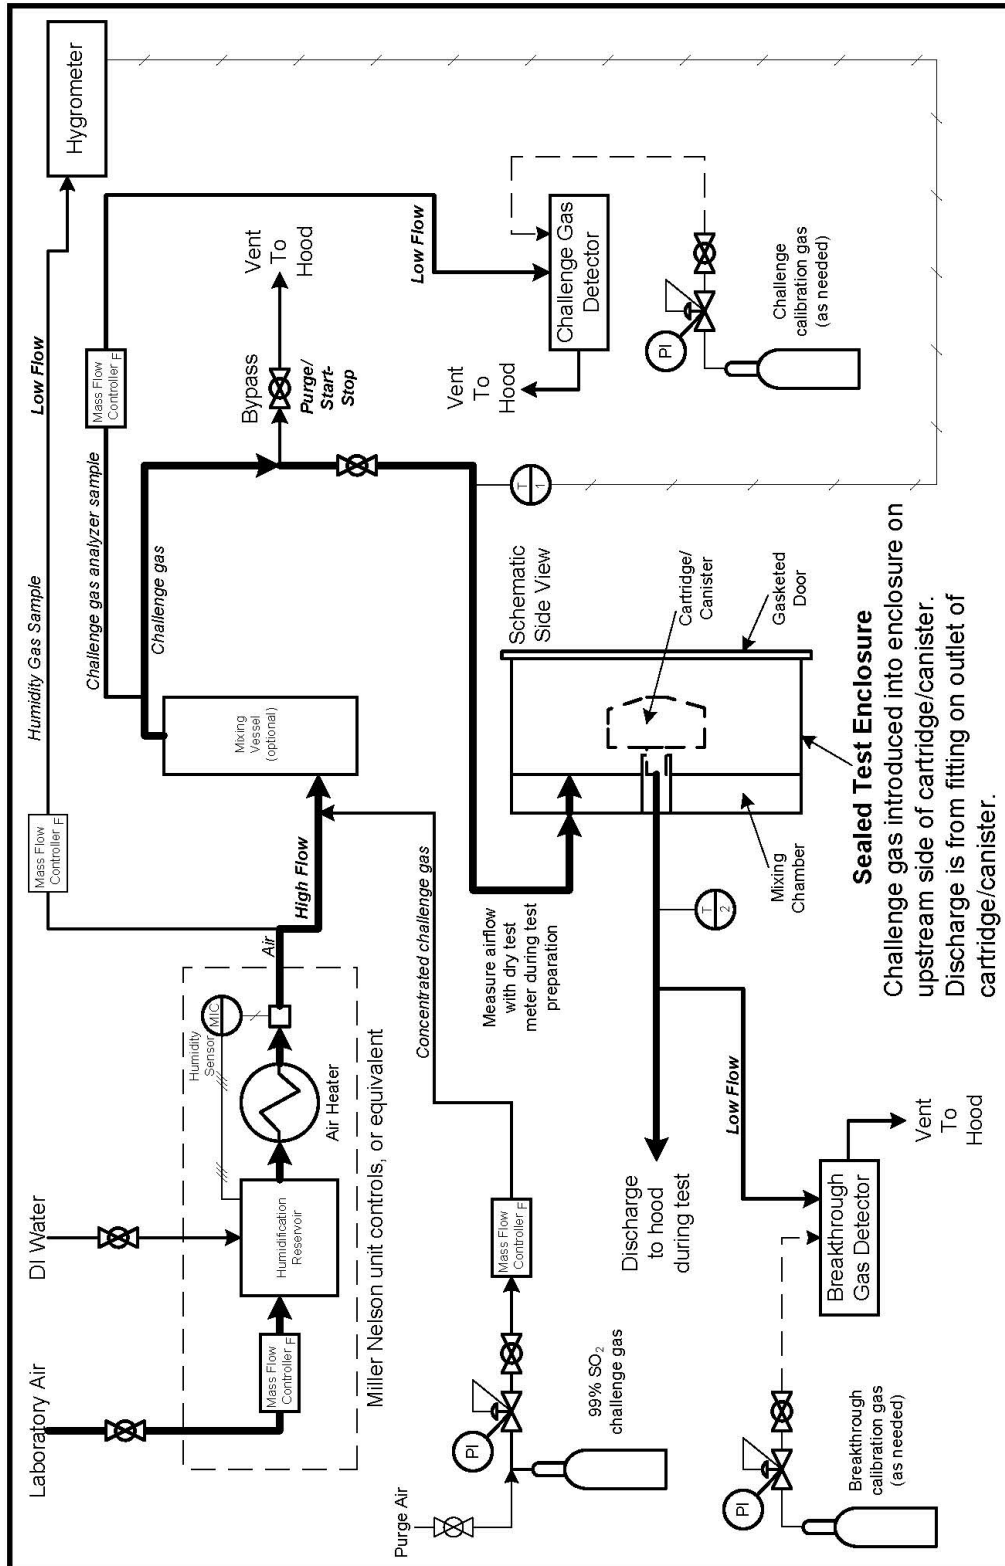 Laboratory Air
DI Water
Mass Flow
Controller F
Humidification
Reservoir
Humidity
Sensor
MIC
Air Heater
Miller Nelson unit controls, or equivalent
Air
High Flow
Mass Flow
Controller F
Humidity Gas Sample
Low Flow
Hygrometer
Mixing
Vessel
(optional)
Challenge gas analyzer sample
Mass Flow
Controller F
Challenge gas
Bypass
Purge/
Start-
Stop
Vent
To
Hood
Low Flow
Challenge Gas
Detector
Vent
To
Hood
PI
Challenge
calibration gas
(as needed)
T
1
Purge Air
PI
99% SO₂
challenge gas
Mass Flow
Controller F
Concentrated challenge gas
Measure airflow
with dry test
meter during test
preparation
Schematic
Side View
Cartridge/
Canister
Gasketed
Door
Mixing
Chamber
T
2
Discharge
to hood
during test
Low Flow
Breakthrough
Gas Detector
Vent
To
Hood
PI
Breakthrough
calibration gas
(as needed)
Sealed Test Enclosure
Challenge gas introduced into enclosure on
upstream side of cartridge/canister.
Discharge is from fitting on outlet of
cartridge/canister.